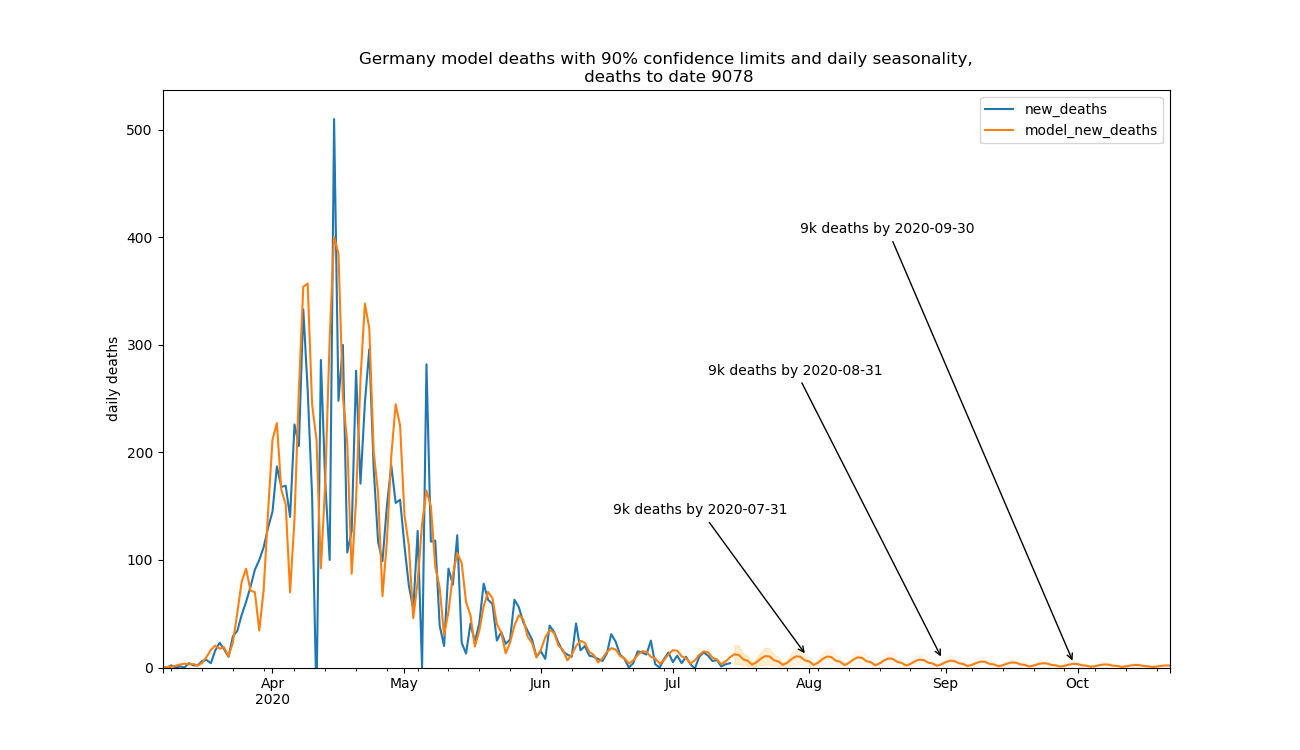 Germany model deaths with 90% confidence limits and daily seasonality,
deaths to date 9078
new_deaths
model_new_deaths
500
400
300
200
100
0
daily deaths
9k deaths by 2020-09-30
9k deaths by 2020-08-31
9k deaths by 2020-07-31
Apr May Jun Jul Aug Sep Oct
2020